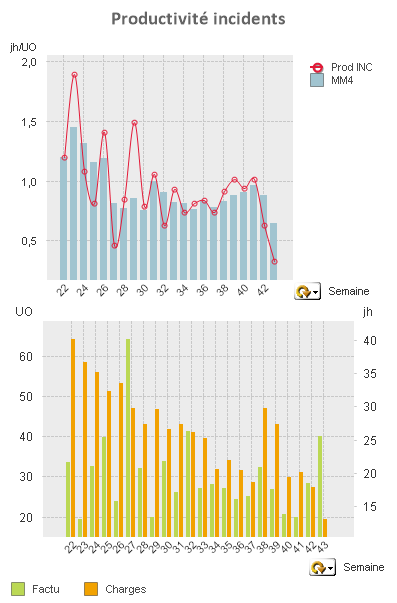 Productivité incidents
jh/UO
2,0
1,5
1,0
0,5
Prod INC
MM4
22 24 26 28 30 32 34 36 38 40 42
Semaine
UO jh
60
50
40
30
20
40
35
30
25
20
15
22 23 24 25 26 27 28 29 30 31 32 33 34 35 36 37 38 39 40 41 42 43
Semaine
Factu Charges